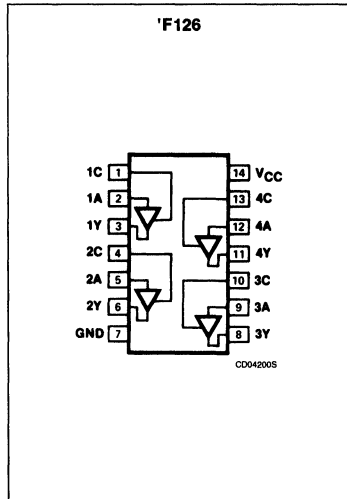 'F126
1C 1 14 VCC
1A 2 13 4C
1Y 3 12 4A
2C 4 11 4Y
2A 5 10 3C
2Y 6 9 3A
GND 7 8 3Y
CD04200S